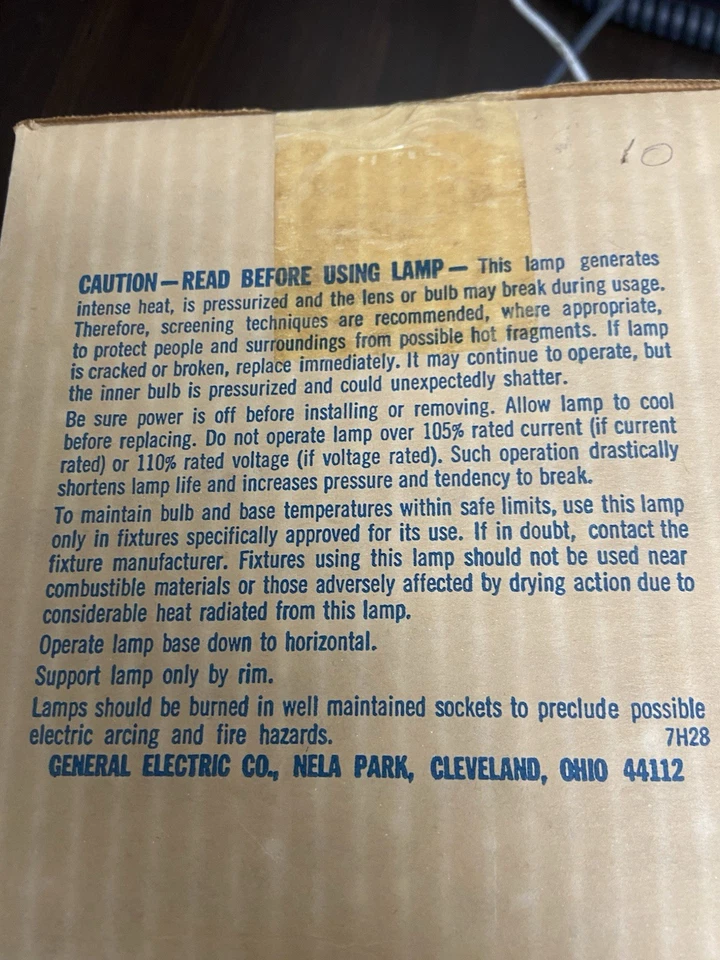 10
CAUTION—READ BEFORE USING LAMP— This lamp generates
intense heat, is pressurized and the lens or bulb may break during usage.
Therefore, screening techniques are recommended, where appropriate,
to protect people and surroundings from possible hot fragments. If lamp
is cracked or broken, replace immediately. It may continue to operate, but
the inner bulb is pressurized and could unexpectedly shatter.
Be sure power is off before installing or removing. Allow lamp to cool
before replacing. Do not operate lamp over 105% rated current (if current
rated) or 110% rated voltage (if voltage rated). Such operation drastically
shortens lamp life and increases pressure and tendency to break.
To maintain bulb and base temperatures within safe limits, use this lamp
only in fixtures specifically approved for its use. If in doubt, contact the
fixture manufacturer. Fixtures using this lamp should not be used near
combustible materials or those adversely affected by drying action due to
considerable heat radiated from this lamp.
Operate lamp base down to horizontal.
Support lamp only by rim.
Lamps should be burned in well maintained sockets to preclude possible
electric arcing and fire hazards. 7H28
GENERAL ELECTRIC CO., NELA PARK, CLEVELAND, OHIO 44112